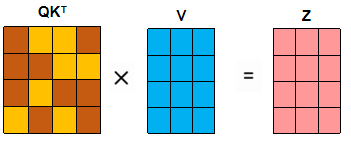 QKᵀ V Z
× =